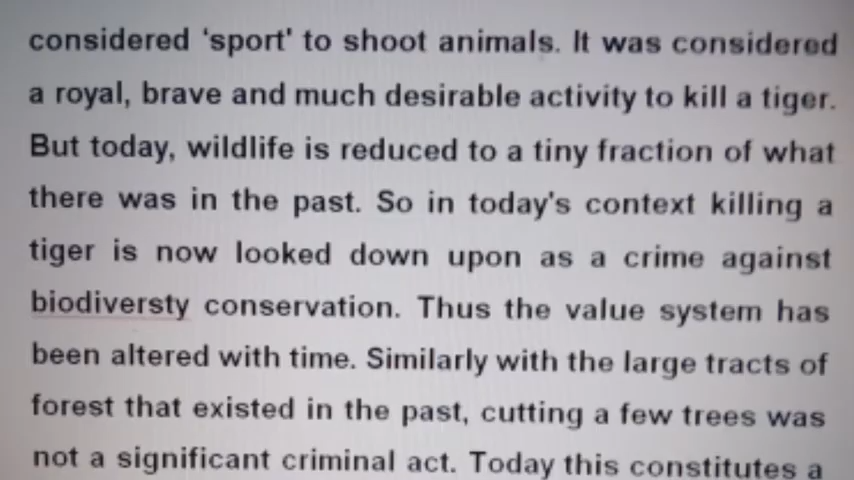 considered 'sport' to shoot animals. It was considered
a royal, brave and much desirable activity to kill a tiger.
But today, wildlife is reduced to a tiny fraction of what
there was in the past. So in today's context killing a
tiger is now looked down upon as a crime against
biodiversty conservation. Thus the value system has
been altered with time. Similarly with the large tracts of
forest that existed in the past, cutting a few trees was
not a significant criminal act. Today this constitutes a